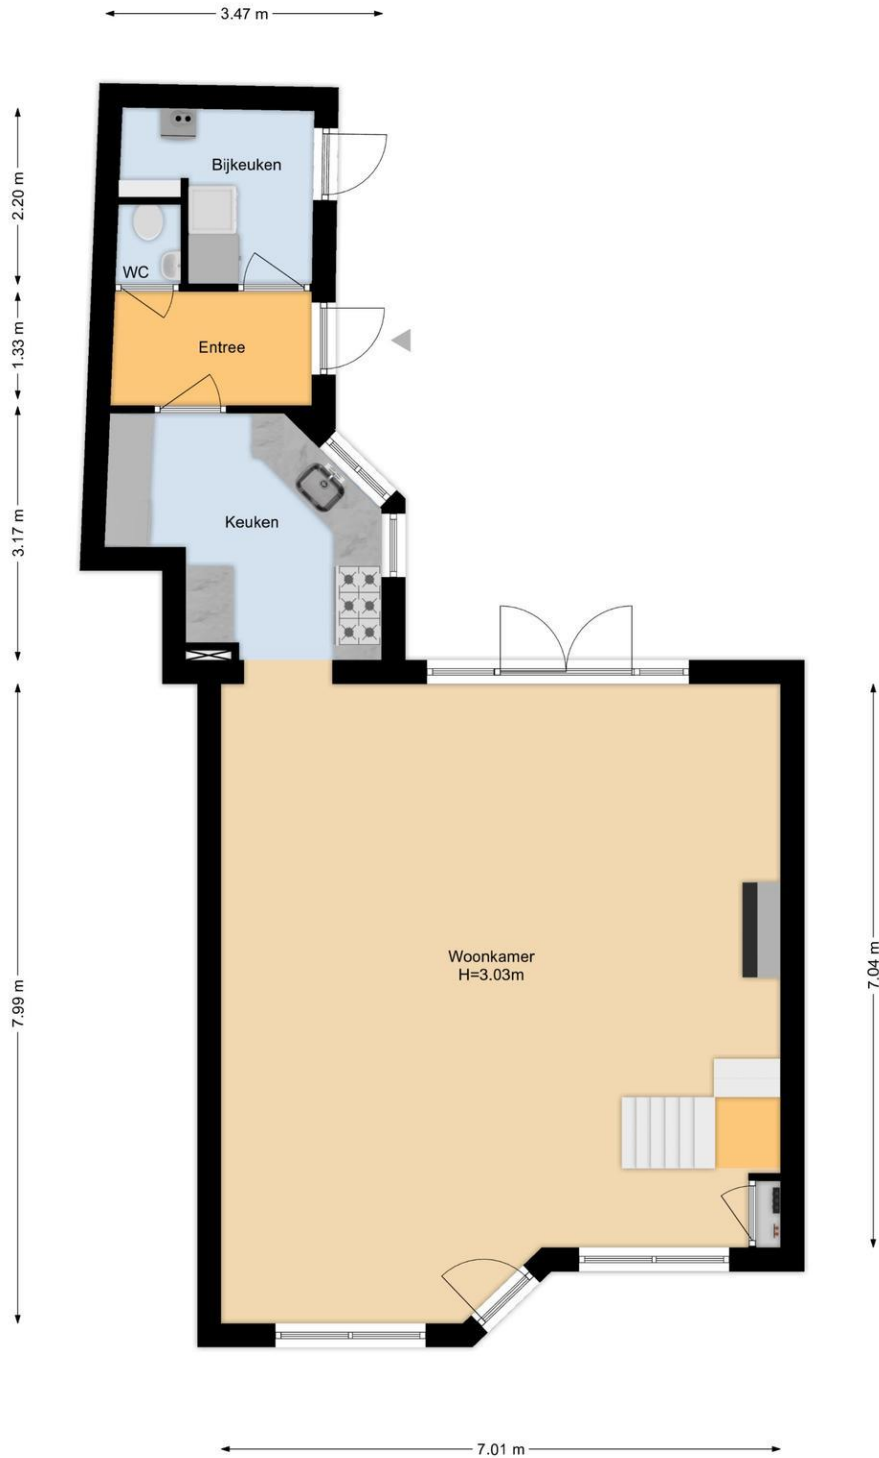 3.47 m
2.20 m
Bijkeuken
WC
1.33 m
Entree
3.17 m
Keuken
7.99 m
Woonkamer
H=3.03m
7.04 m
7.01 m